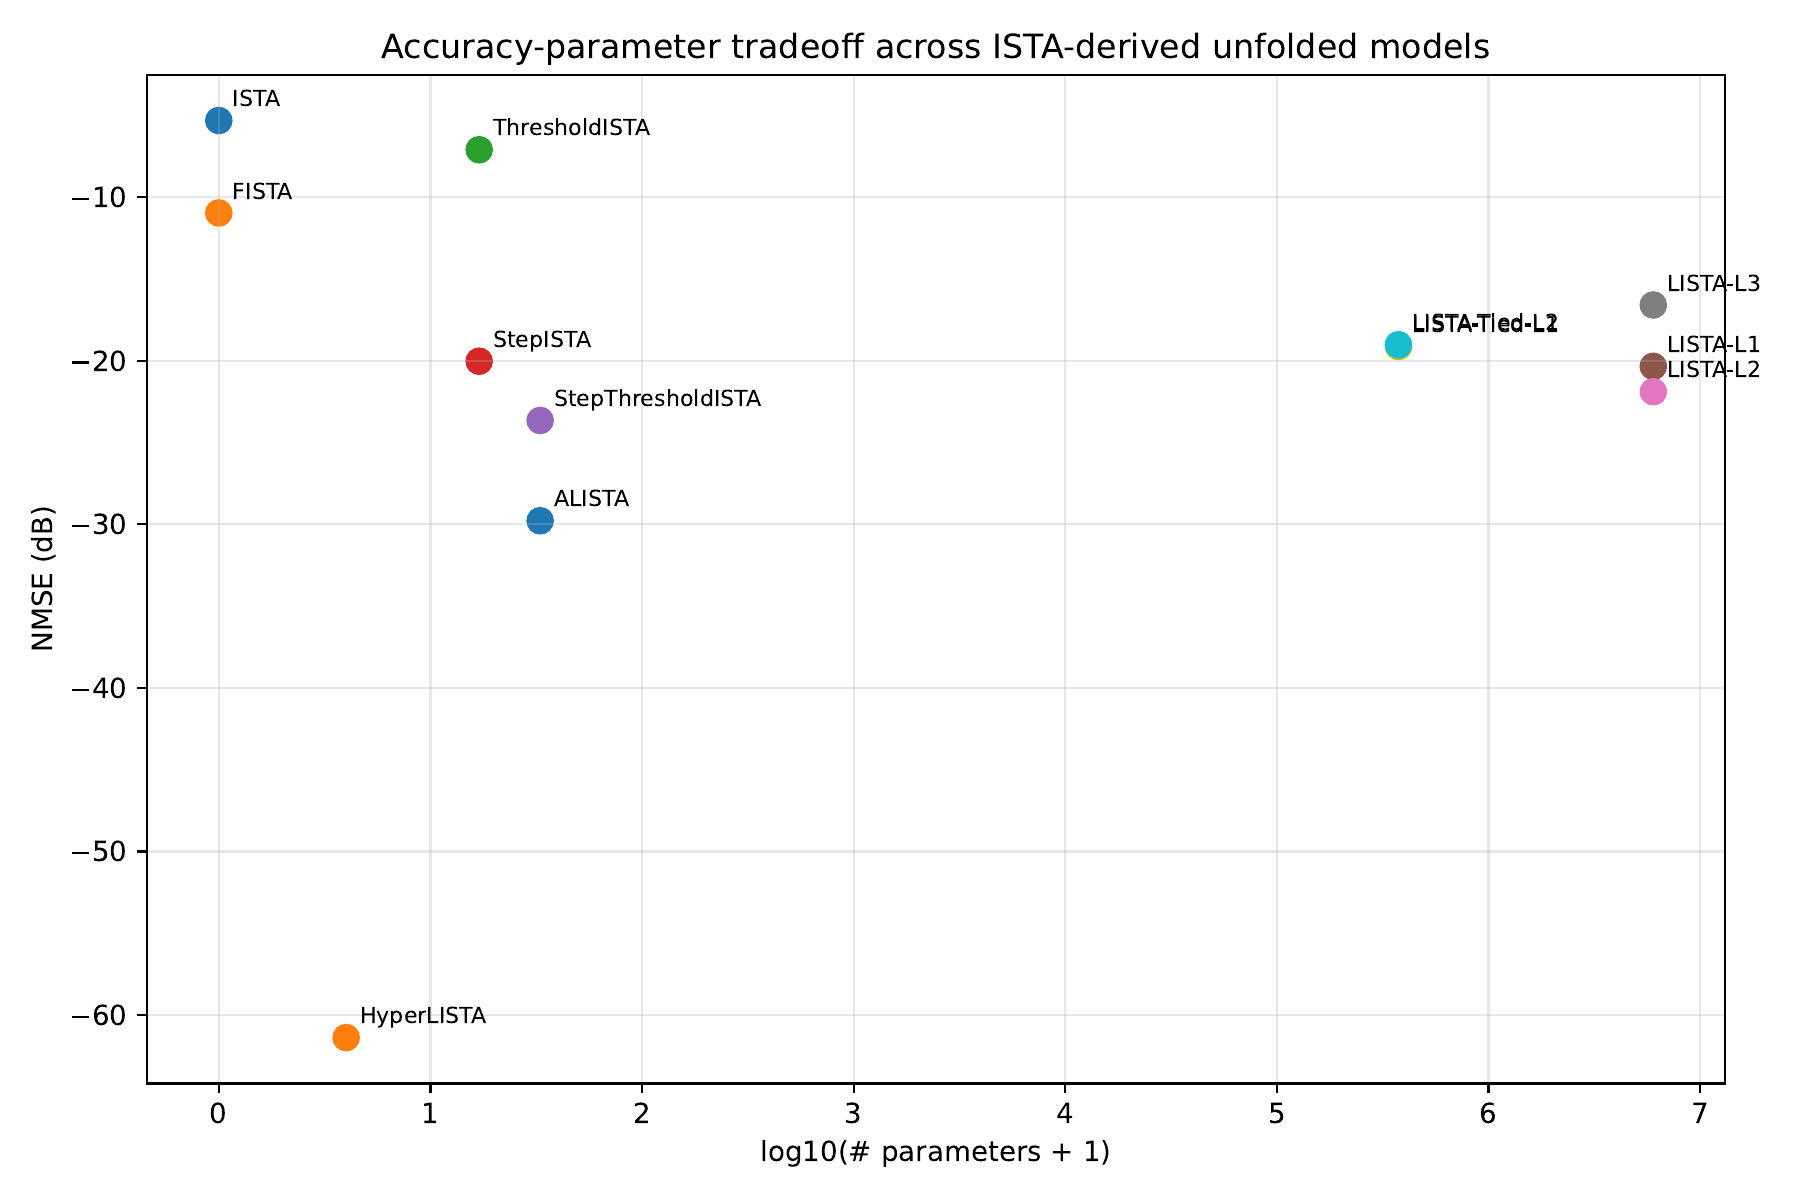 Accuracy-parameter tradeoff across ISTA-derived unfolded models
ISTA
ThresholdISTA
FISTA
LISTA-L3
LISTA-L1
LISTA-L2
StepISTA
StepThresholdISTA
ALISTA
HyperLISTA
NMSE (dB)
−10
−20
−30
−40
−50
−60
0 1 2 3 4 5 6 7
log10(# parameters + 1)